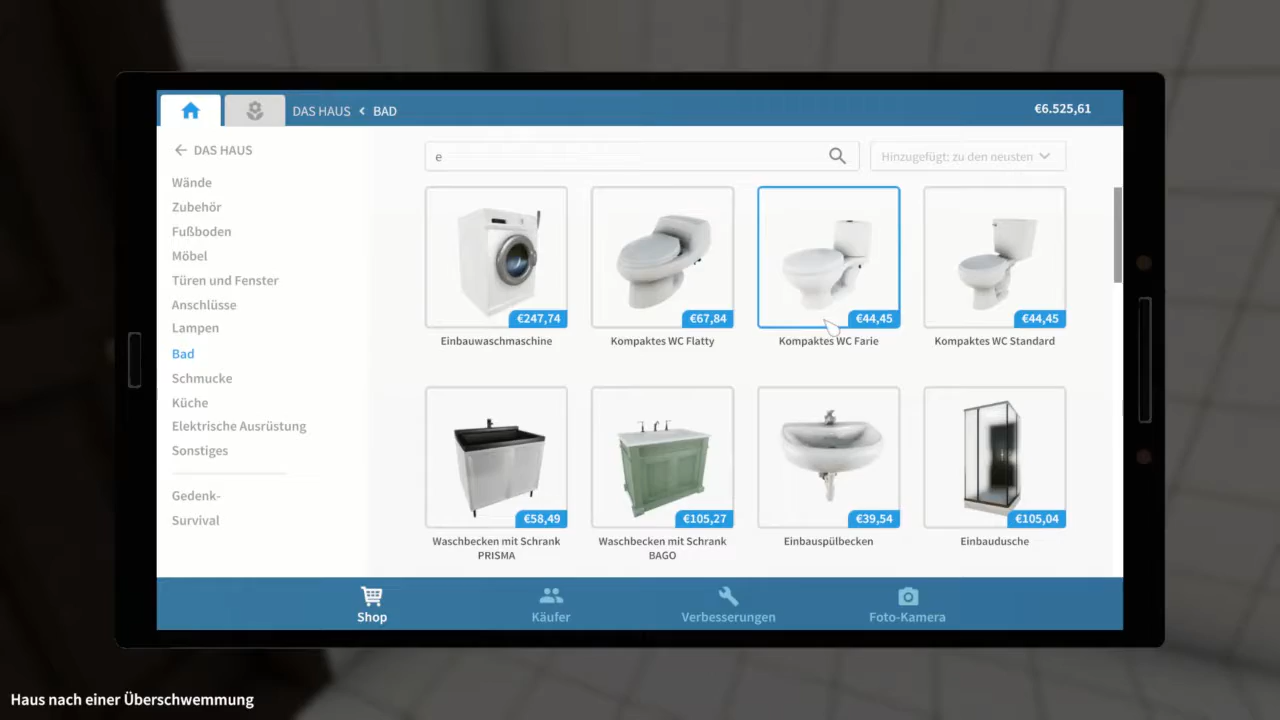 DAS HAUS < BAD
€6.525,61
DAS HAUS
e
Hinzugefügt: zu den neusten
Wände
Zubehör
Fußboden
Möbel
Türen und Fenster
Anschlüsse
Lampen
Bad
Schmucke
Küche
Elektrische Ausrüstung
Sonstiges
Gedenk-
Survival
€247,74
€67,84
€44,45
€44,45
Einbauwaschmaschine
Kompaktes WC Flatty
Kompaktes WC Farie
Kompaktes WC Standard
€58,49
€105,27
€39,54
€105,04
Waschbecken mit Schrank
PRISMA
Waschbecken mit Schrank
BAGO
Einbauspülbecken
Einbaudusche
Shop
Käufer
Verbesserungen
Foto-Kamera
Haus nach einer Überschwemmung